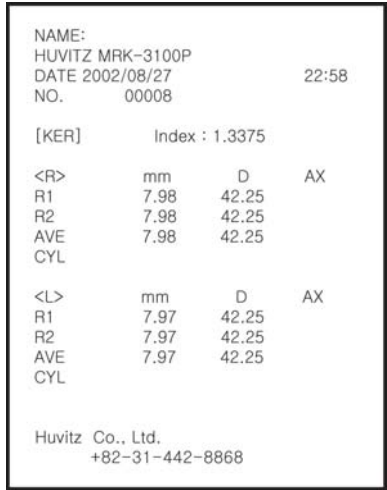 NAME:
HUVITZ MRK-3100P
DATE 2002/08/27 22:58
NO. 00008
[KER] Index : 1.3375
<R> mm D AX
R1 7.98 42.25
R2 7.98 42.25
AVE 7.98 42.25
CYL
<L> mm D AX
R1 7.97 42.25
R2 7.97 42.25
AVE 7.97 42.25
CYL
Huvitz Co., Ltd.
+82-31-442-8868